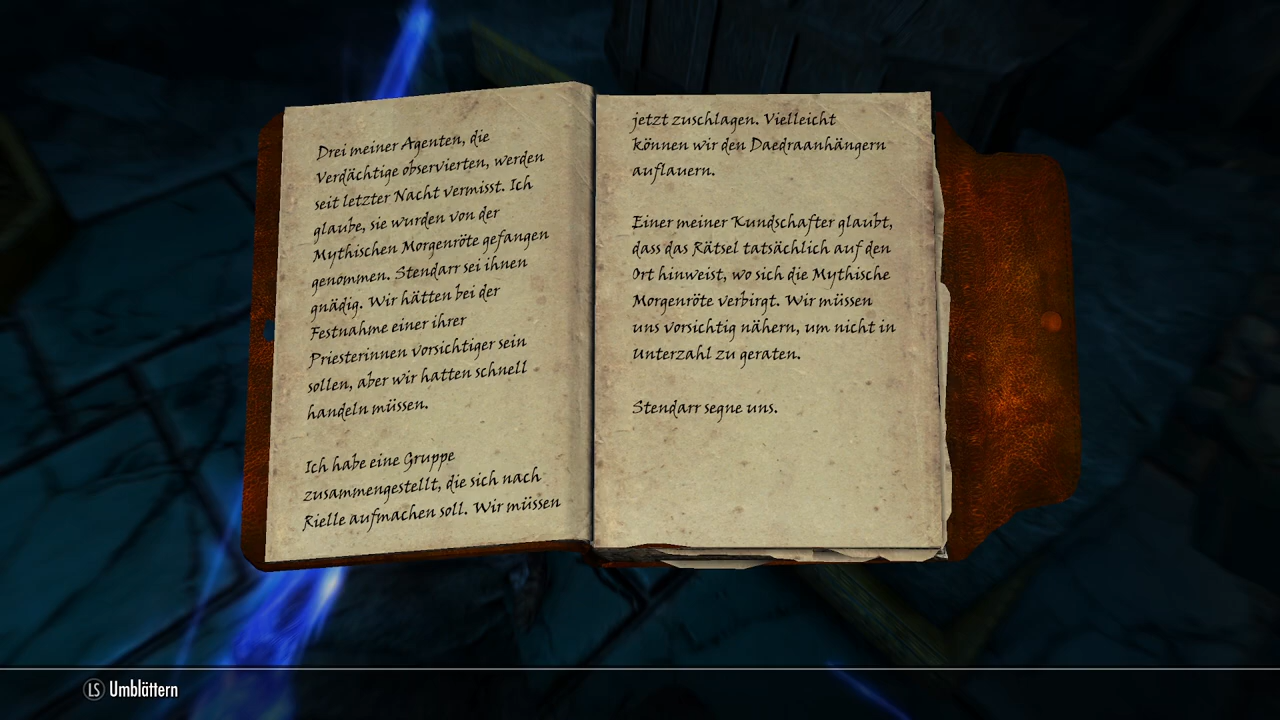 Drei meiner Agenten, die
Verdächtige observierten, werden
seit letzter Nacht vermisst. Ich
glaube, sie wurden von der
Mythischen Morgenröte gefangen
genommen. Stendarr sei ihnen
gnädig. Wir hätten bei der
Festnahme einer ihrer
Priesterinnen vorsichtiger sein
sollen, aber wir hatten schnell
handeln müssen.
Ich habe eine Gruppe
zusammengestellt, die sich nach
Rielle aufmachen soll. Wir müssen
jetzt zuschlagen. Vielleicht
können wir den Daedraanhängern
auflauern.
Einer meiner Kundschafter glaubt,
dass das Rätsel tatsächlich auf den
Ort hinweist, wo sich die Mythische
Morgenröte verbirgt. Wir müssen
uns vorsichtig nähern, um nicht in
Unterzahl zu geraten.
Stendarr segne uns.
LS Umblättern